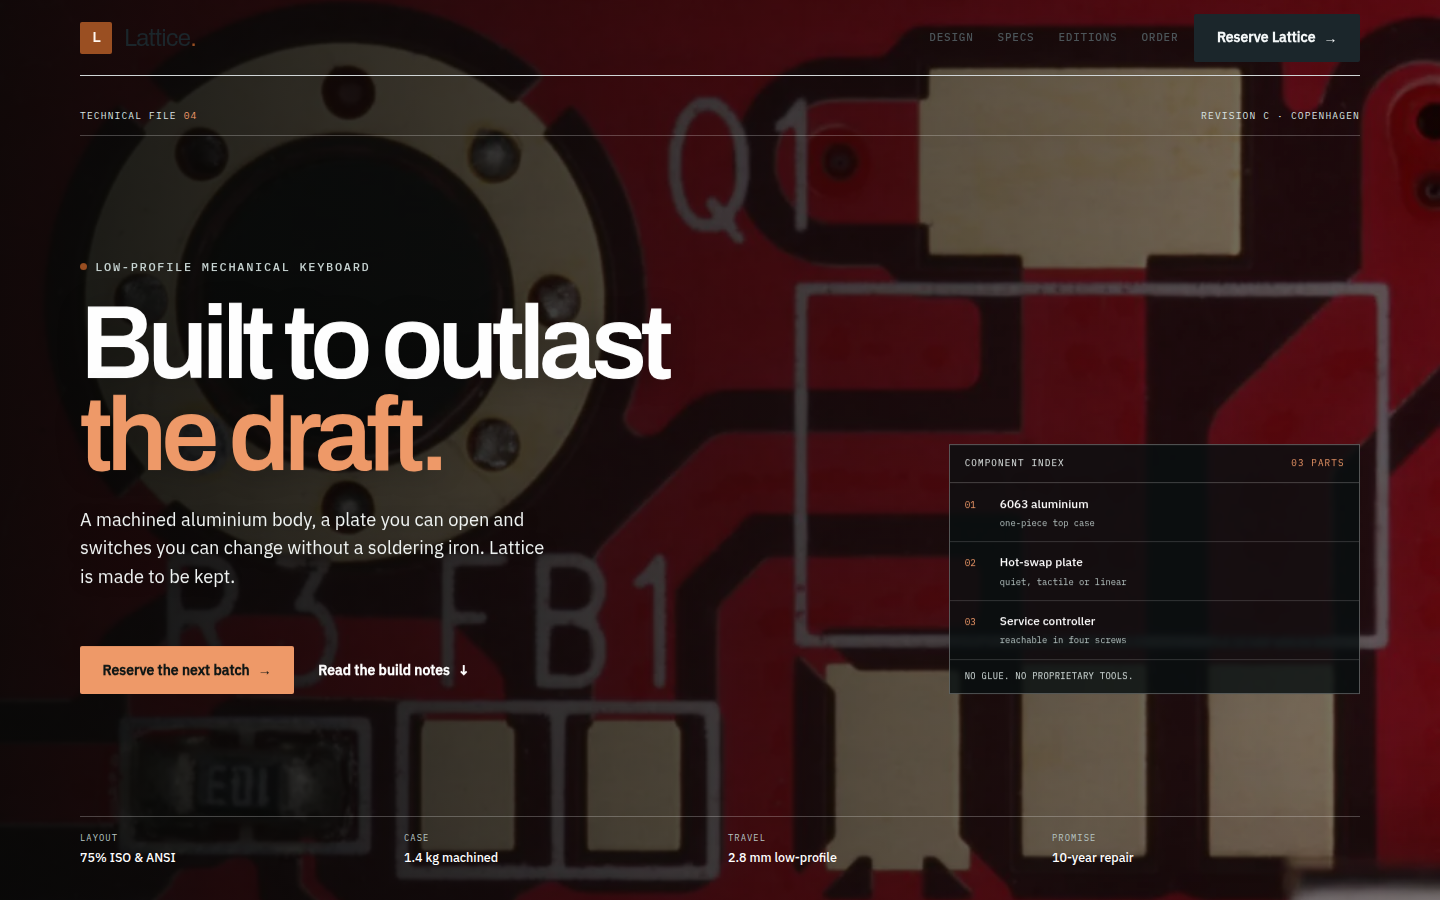 L Lattice.
DESIGN SPECS EDITIONS ORDER Reserve Lattice →
TECHNICAL FILE 04
REVISION C - COPENHAGEN
Q1
LOW-PROFILE MECHANICAL KEYBOARD
Built to outlast
the draft.
A machined aluminium body, a plate you can open and
switches you can change without a soldering iron. Lattice
is made to be kept.
R3 FB1
Reserve the next batch →
Read the build notes ↓
COMPONENT INDEX 03 PARTS
01 6063 aluminium
one-piece top case
02 Hot-swap plate
quiet, tactile or linear
03 Service controller
reachable in four screws
NO GLUE. NO PROPRIETARY TOOLS.
LAYOUT
75% ISO & ANSI
CASE
1.4 kg machined
TRAVEL
2.8 mm low-profile
PROMISE
10-year repair